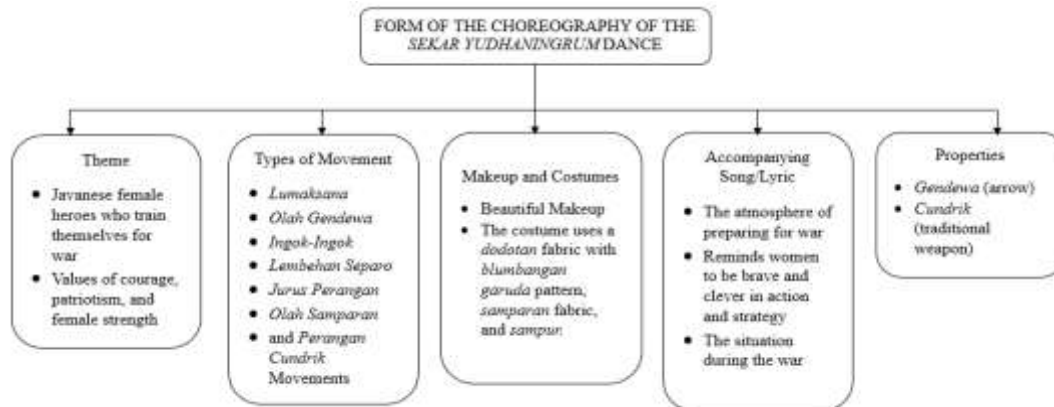 FORM OF THE CHOREOGRAPHY OF THE
SEKAR YUDHANINGRUM DANCE
Theme
● Javanese female
heroes who train
themselves for
war
● Values of courage,
patriotism, and
female strength
Types of Movement
● Lumaksana
● Olah Gendewa
● Ingok-Ingok
● Lembehan Separo
● Jurus Perangan
● Olah Samparan
● and Perangan
Cundrik
Movements
Makeup and Costumes
● Beautiful Makeup
● The costume uses a
dodotan fabric with
blumbangan
garuda pattern,
samparan fabric,
and sampur.
Accompanying
Song/Lyric
● The atmosphere of
preparing for war
● Reminds women
to be brave and
clever in action
and strategy
● The situation
during the war
Properties
● Gendewa (arrow)
● Cundrik
(traditional
weapon)